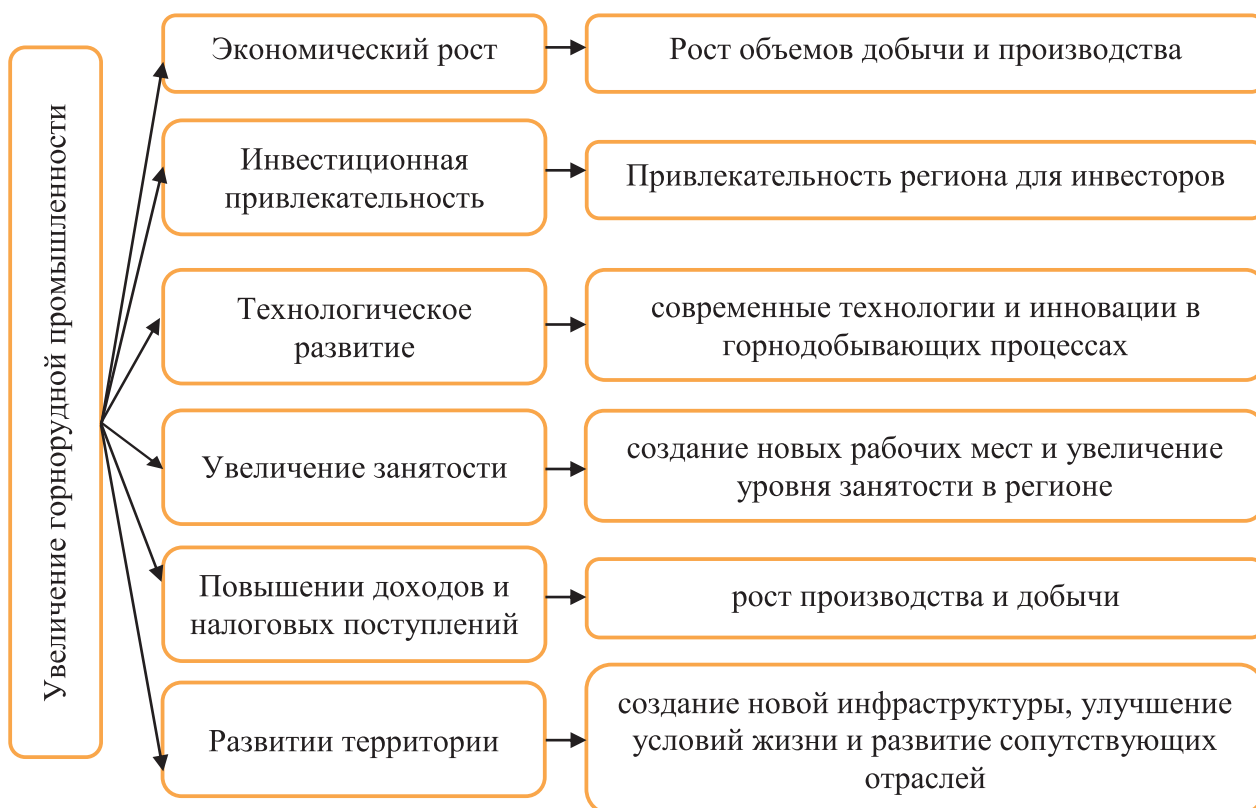 Увеличение горнорудной промышленности
Экономический рост
Рост объемов добычи и производства
Инвестиционная
привлекательность
Привлекательность региона для инвесторов
Технологическое
развитие
современные технологии и инновации в
горнодобывающих процессах
Увеличение занятости
создание новых рабочих мест и увеличение
уровня занятости в регионе
Повышении доходов и
налоговых поступлений
рост производства и добычи
Развитии территории
создание новой инфраструктуры, улучшение
условий жизни и развитие сопутствующих
отраслей